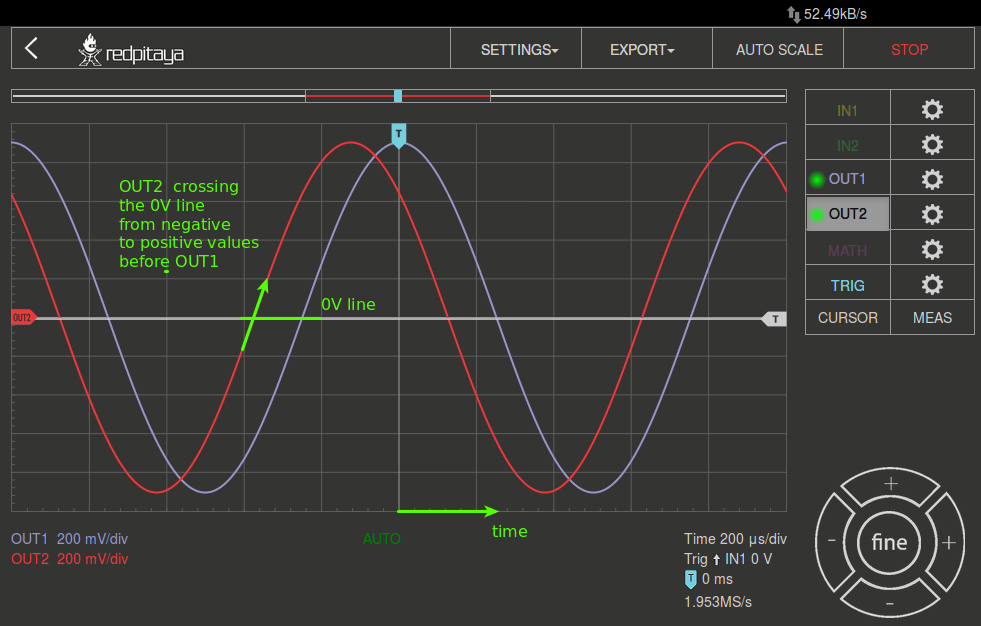 52.49kB/s
redpitaya
SETTINGS
EXPORT
AUTO SCALE
STOP
T
IN1
IN2
OUT1
OUT2
MATH
TRIG
CURSOR
MEAS
OUT2 crossing
the 0V line
from negative
to positive values
before OUT1
0V line
OUT2
T
time
OUT1 200 mV/div
OUT2 200 mV/div
AUTO
Time 200 µs/div
Trig IN1 0 V
T 0 ms
1.953MS/s
+
- fine +
-